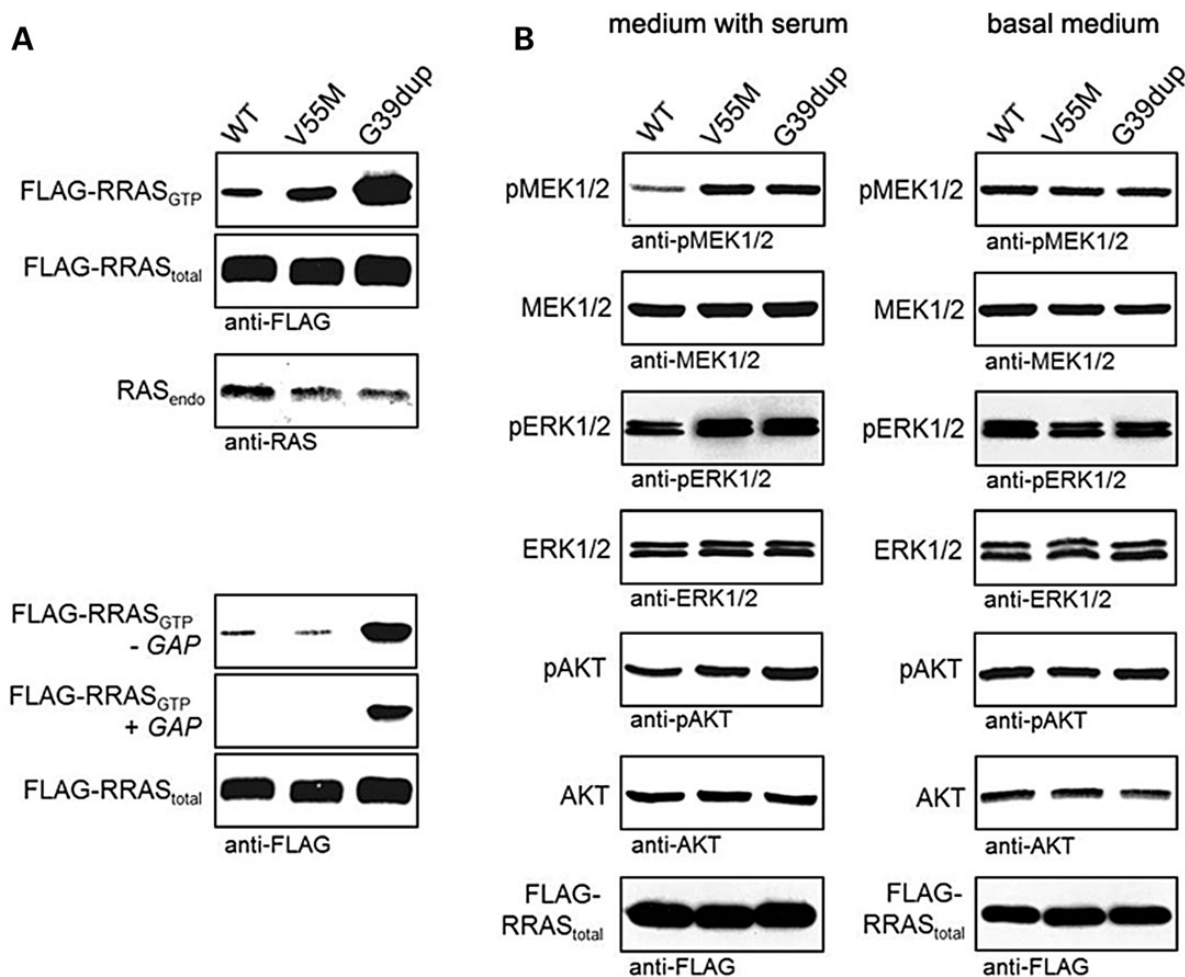 A
WT V55M G39dup
FLAG-RRASGTP
FLAG-RRAStotal
anti-FLAG
RASendo
anti-RAS
FLAG-RRASGTP
- GAP
FLAG-RRASGTP
+ GAP
FLAG-RRAStotal
anti-FLAG
B
medium with serum
WT V55M G39dup
pMEK1/2
anti-pMEK1/2
MEK1/2
anti-MEK1/2
pERK1/2
anti-pERK1/2
ERK1/2
anti-ERK1/2
pAKT
anti-pAKT
AKT
anti-AKT
FLAG-
RRAStotal
anti-FLAG
basal medium
WT V55M G39dup
pMEK1/2
anti-pMEK1/2
MEK1/2
anti-MEK1/2
pERK1/2
anti-pERK1/2
ERK1/2
anti-ERK1/2
pAKT
anti-pAKT
AKT
anti-AKT
FLAG-
RRAStotal
anti-FLAG